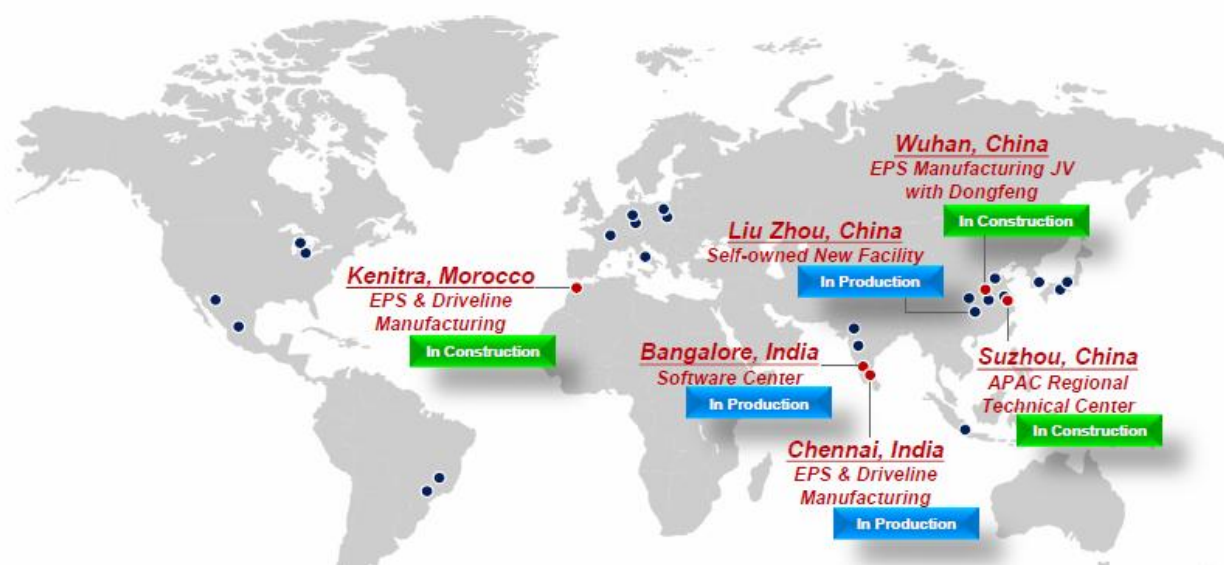 Wuhan, China
EPS Manufacturing JV
with Dongfeng
In Construction
Liu Zhou, China
Self-owned New Facility
In Production
Kenitra, Morocco
EPS & Driveline
Manufacturing
In Construction
Bangalore, India
Software Center
In Production
Suzhou, China
APAC Regional
Technical Center
In Construction
Chennai, India
EPS & Driveline
Manufacturing
In Production